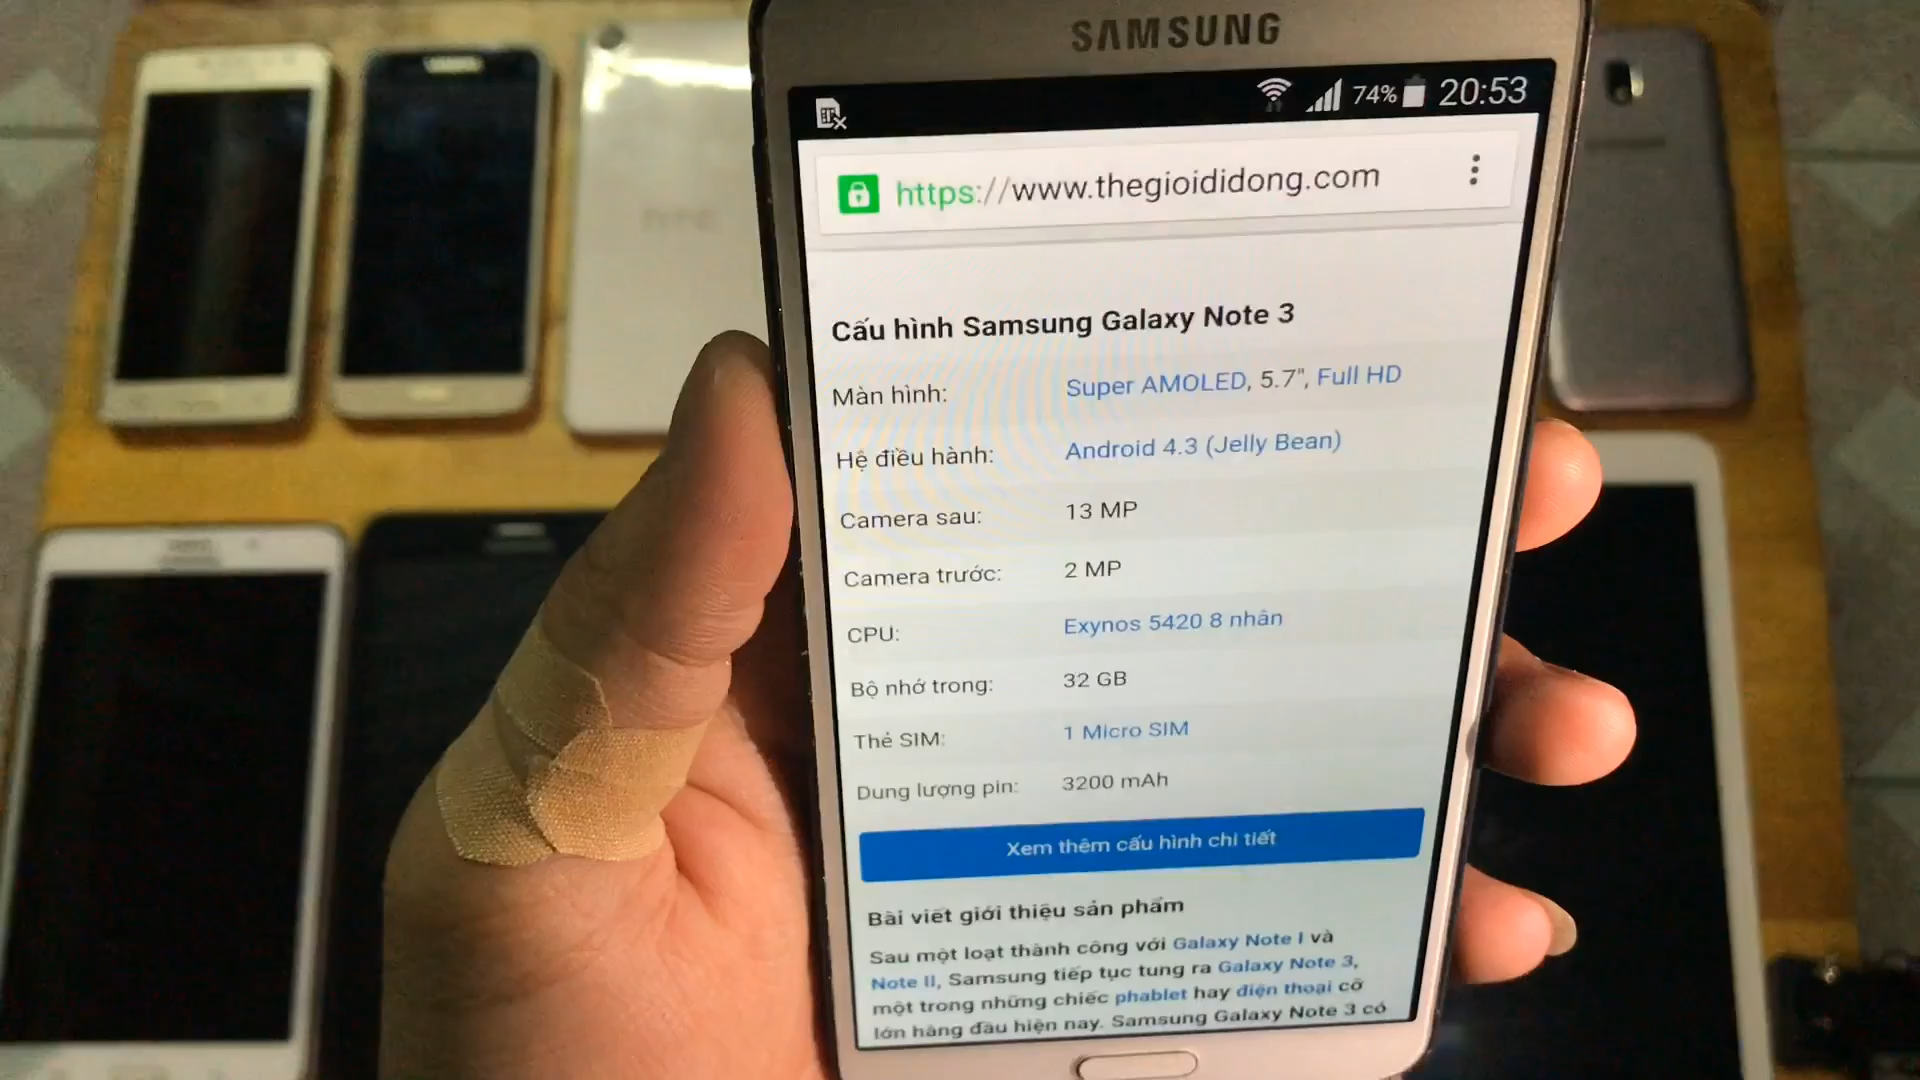 SAMSUNG
74% 20:53
https://www.thegioididong.com
Cấu hình Samsung Galaxy Note 3
Màn hình: Super AMOLED, 5.7", Full HD
Hệ điều hành: Android 4.3 (Jelly Bean)
Camera sau: 13 MP
Camera trước: 2 MP
CPU: Exynos 5420 8 nhân
Bộ nhớ trong: 32 GB
Thẻ SIM: 1 Micro SIM
Dung lượng pin: 3200 mAh
Xem thêm cấu hình chi tiết
Bài viết giới thiệu sản phẩm
Sau một loạt thành công với Galaxy Note I và
Note II, Samsung tiếp tục tung ra Galaxy Note 3,
một trong những chiếc phablet hay điện thoại cỡ
lớn hàng đầu hiện nay. Samsung Galaxy Note 3 có